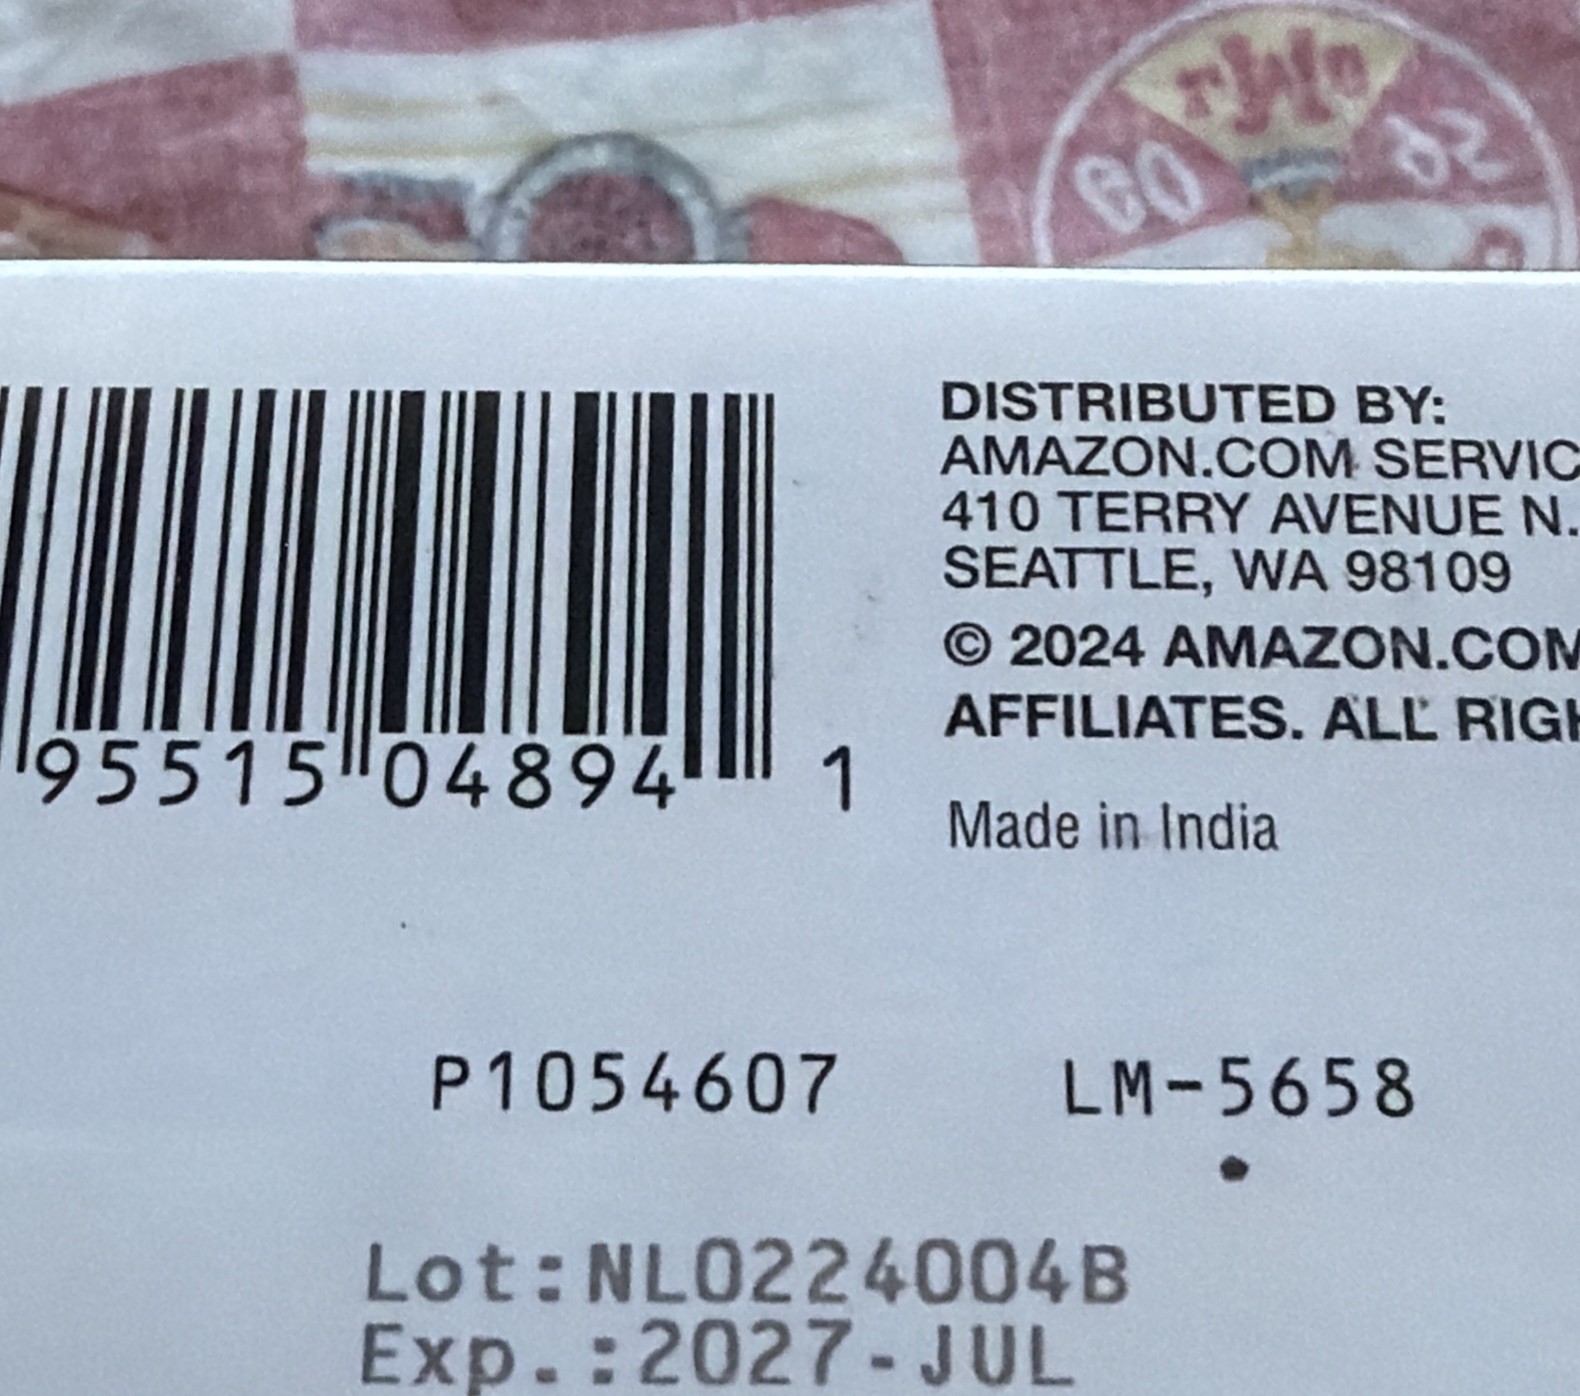 DISTRIBUTED BY:
AMAZON.COM SERVIC
410 TERRY AVENUE N.
SEATTLE, WA 98109
© 2024 AMAZON.COM
AFFILIATES. ALL RIGH
Made in India
95515 04894 1
P1054607 LM-5658
Lot:NL0224004B
Exp.:2027-JUL